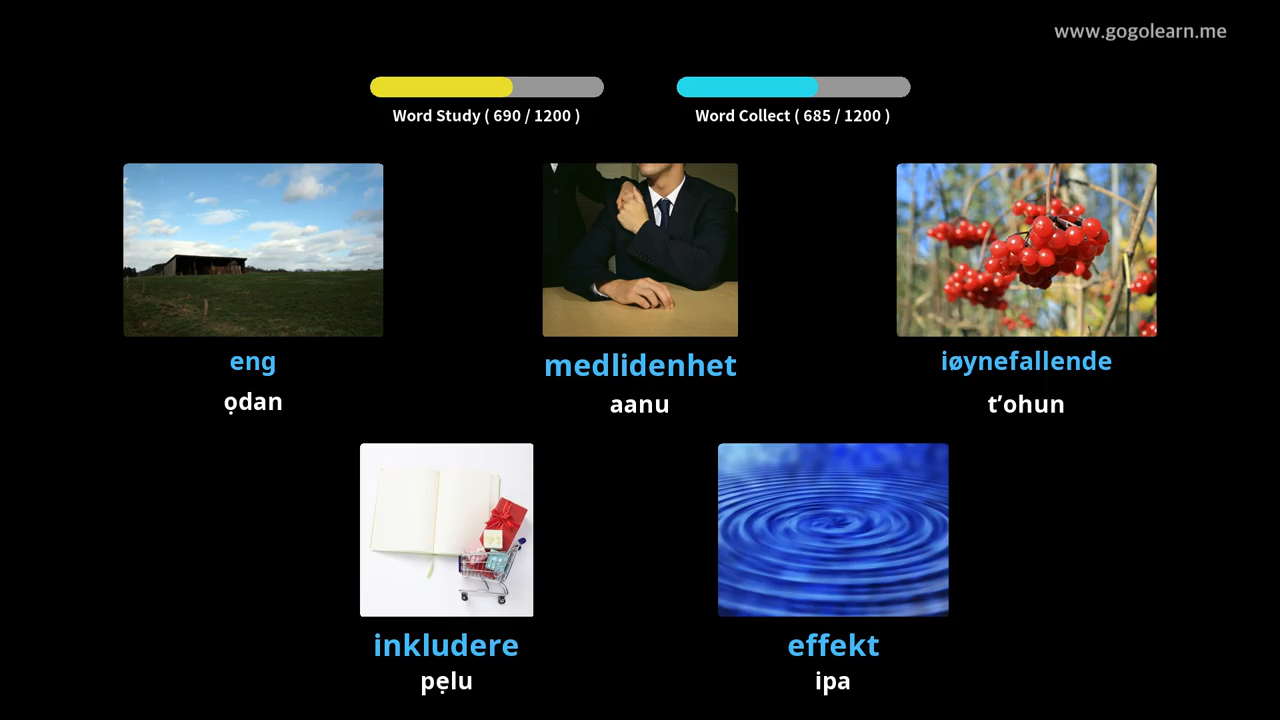 www.gogolearn.me
Word Study ( 690 / 1200 )
Word Collect ( 685 / 1200 )
eng
medlidenhet
iøynefallende
ọdan
aanu
t’ohun
inkludere
effekt
pẹlu
ipa